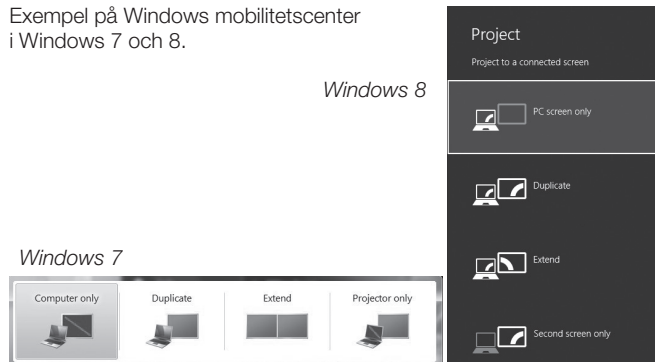 Exempel på Windows mobilitetscenter
i Windows 7 och 8.
Windows 8
Project
Project to a connected screen
PC screen only
Duplicate
Extend
Second screen only
Windows 7
Computer only
Duplicate
Extend
Projector only